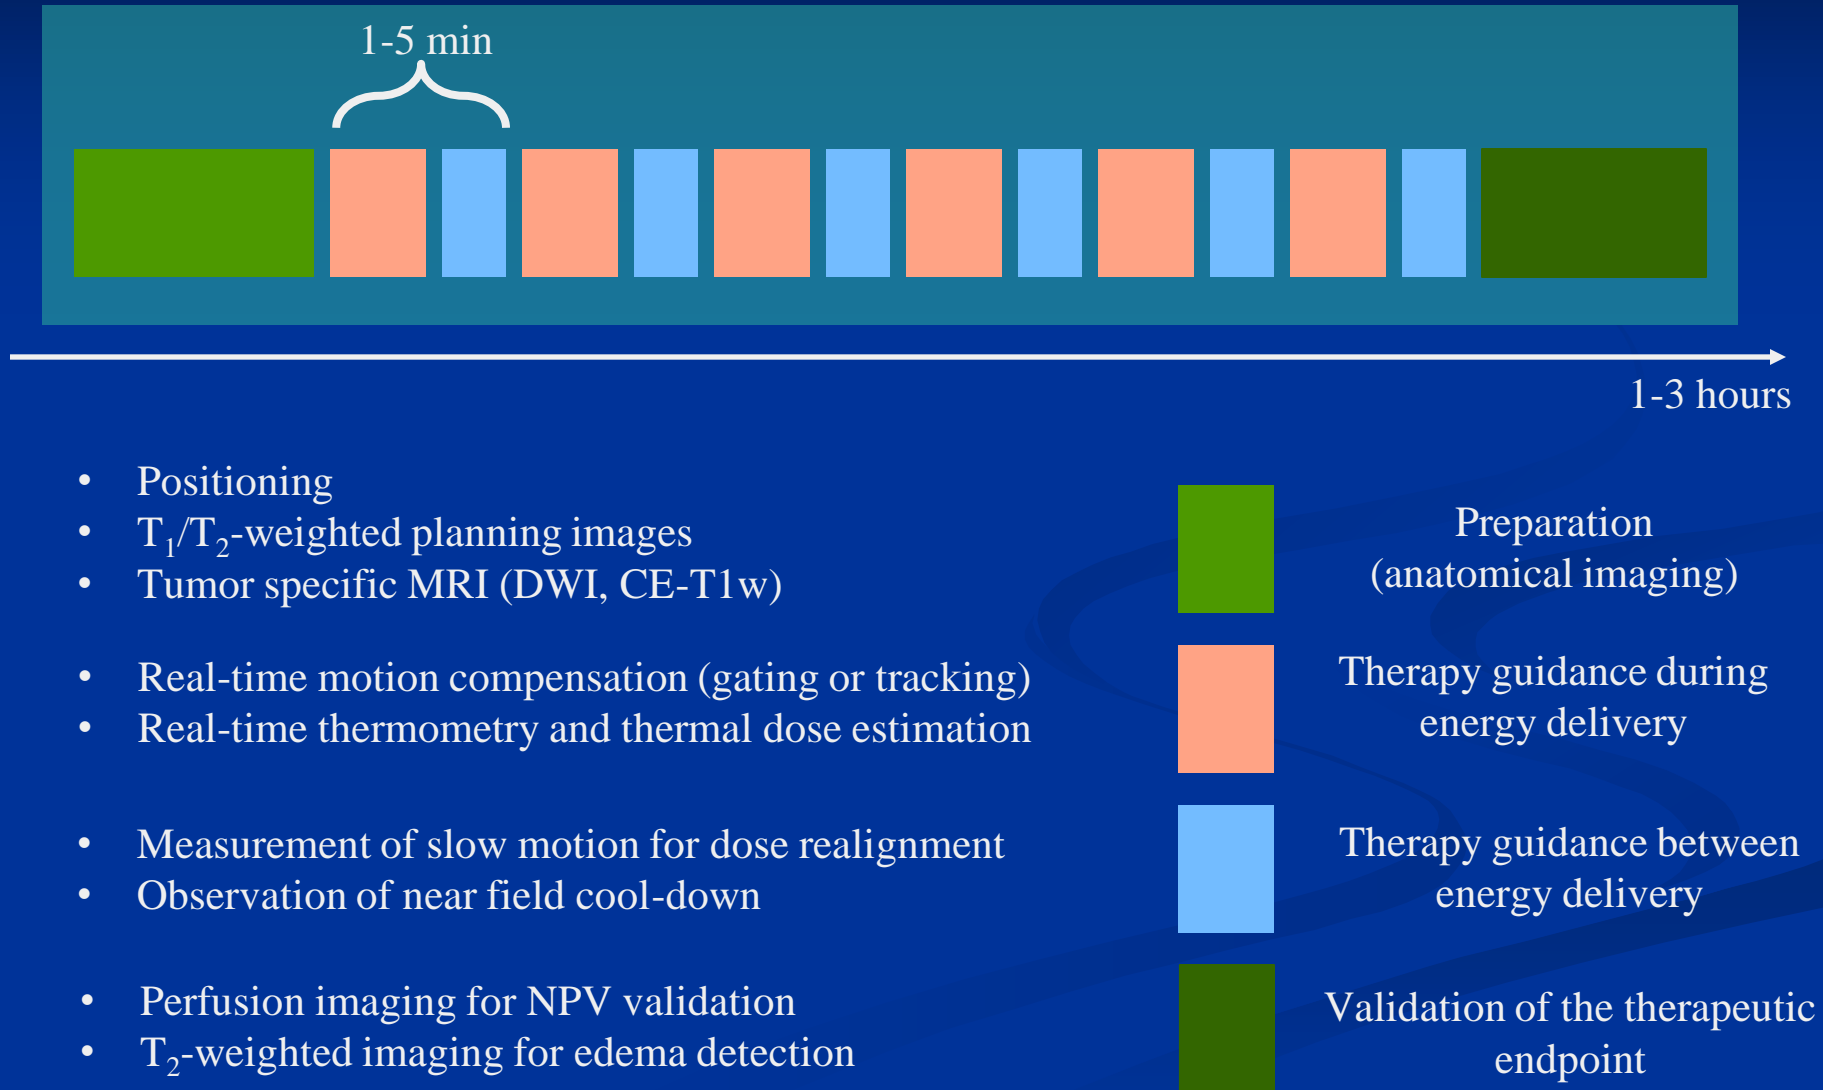 1-5 min
1-3 hours
• Positioning
• T₁/T₂-weighted planning images
• Tumor specific MRI (DWI, CE-T1w)
Preparation
(anatomical imaging)
• Real-time motion compensation (gating or tracking)
• Real-time thermometry and thermal dose estimation
Therapy guidance during
energy delivery
• Measurement of slow motion for dose realignment
• Observation of near field cool-down
Therapy guidance between
energy delivery
• Perfusion imaging for NPV validation
• T₂-weighted imaging for edema detection
Validation of the therapeutic
endpoint